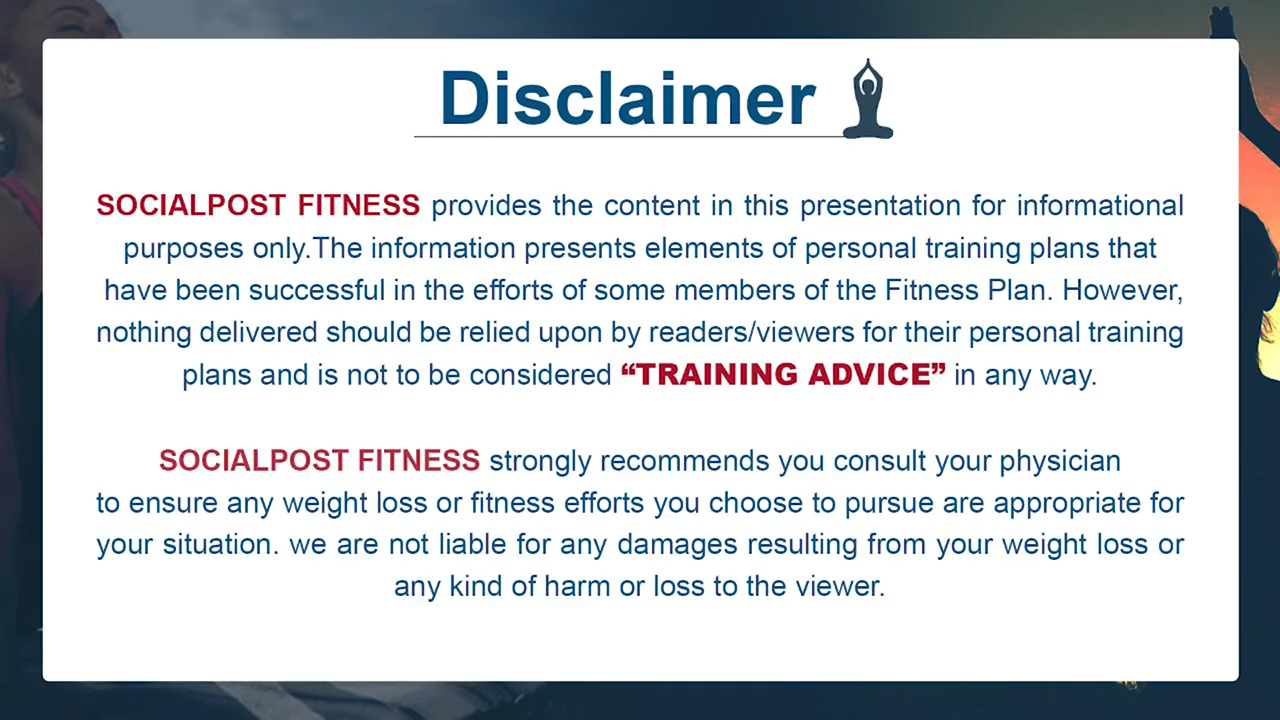 Disclaimer
SOCIALPOST FITNESS provides the content in this presentation for informational
purposes only.The information presents elements of personal training plans that
have been successful in the efforts of some members of the Fitness Plan. However,
nothing delivered should be relied upon by readers/viewers for their personal training
plans and is not to be considered “TRAINING ADVICE” in any way.
SOCIALPOST FITNESS strongly recommends you consult your physician
to ensure any weight loss or fitness efforts you choose to pursue are appropriate for
your situation. we are not liable for any damages resulting from your weight loss or
any kind of harm or loss to the viewer.